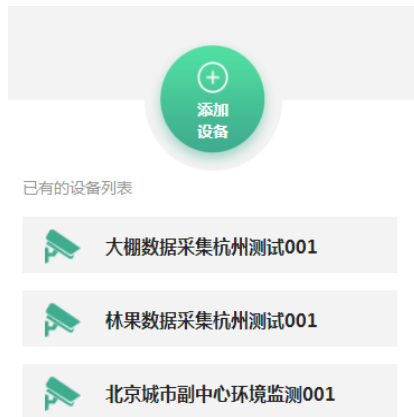 添加
设备
已有的设备列表
大棚数据采集杭州测试001
林果数据采集杭州测试001
北京城市副中心环境监测001